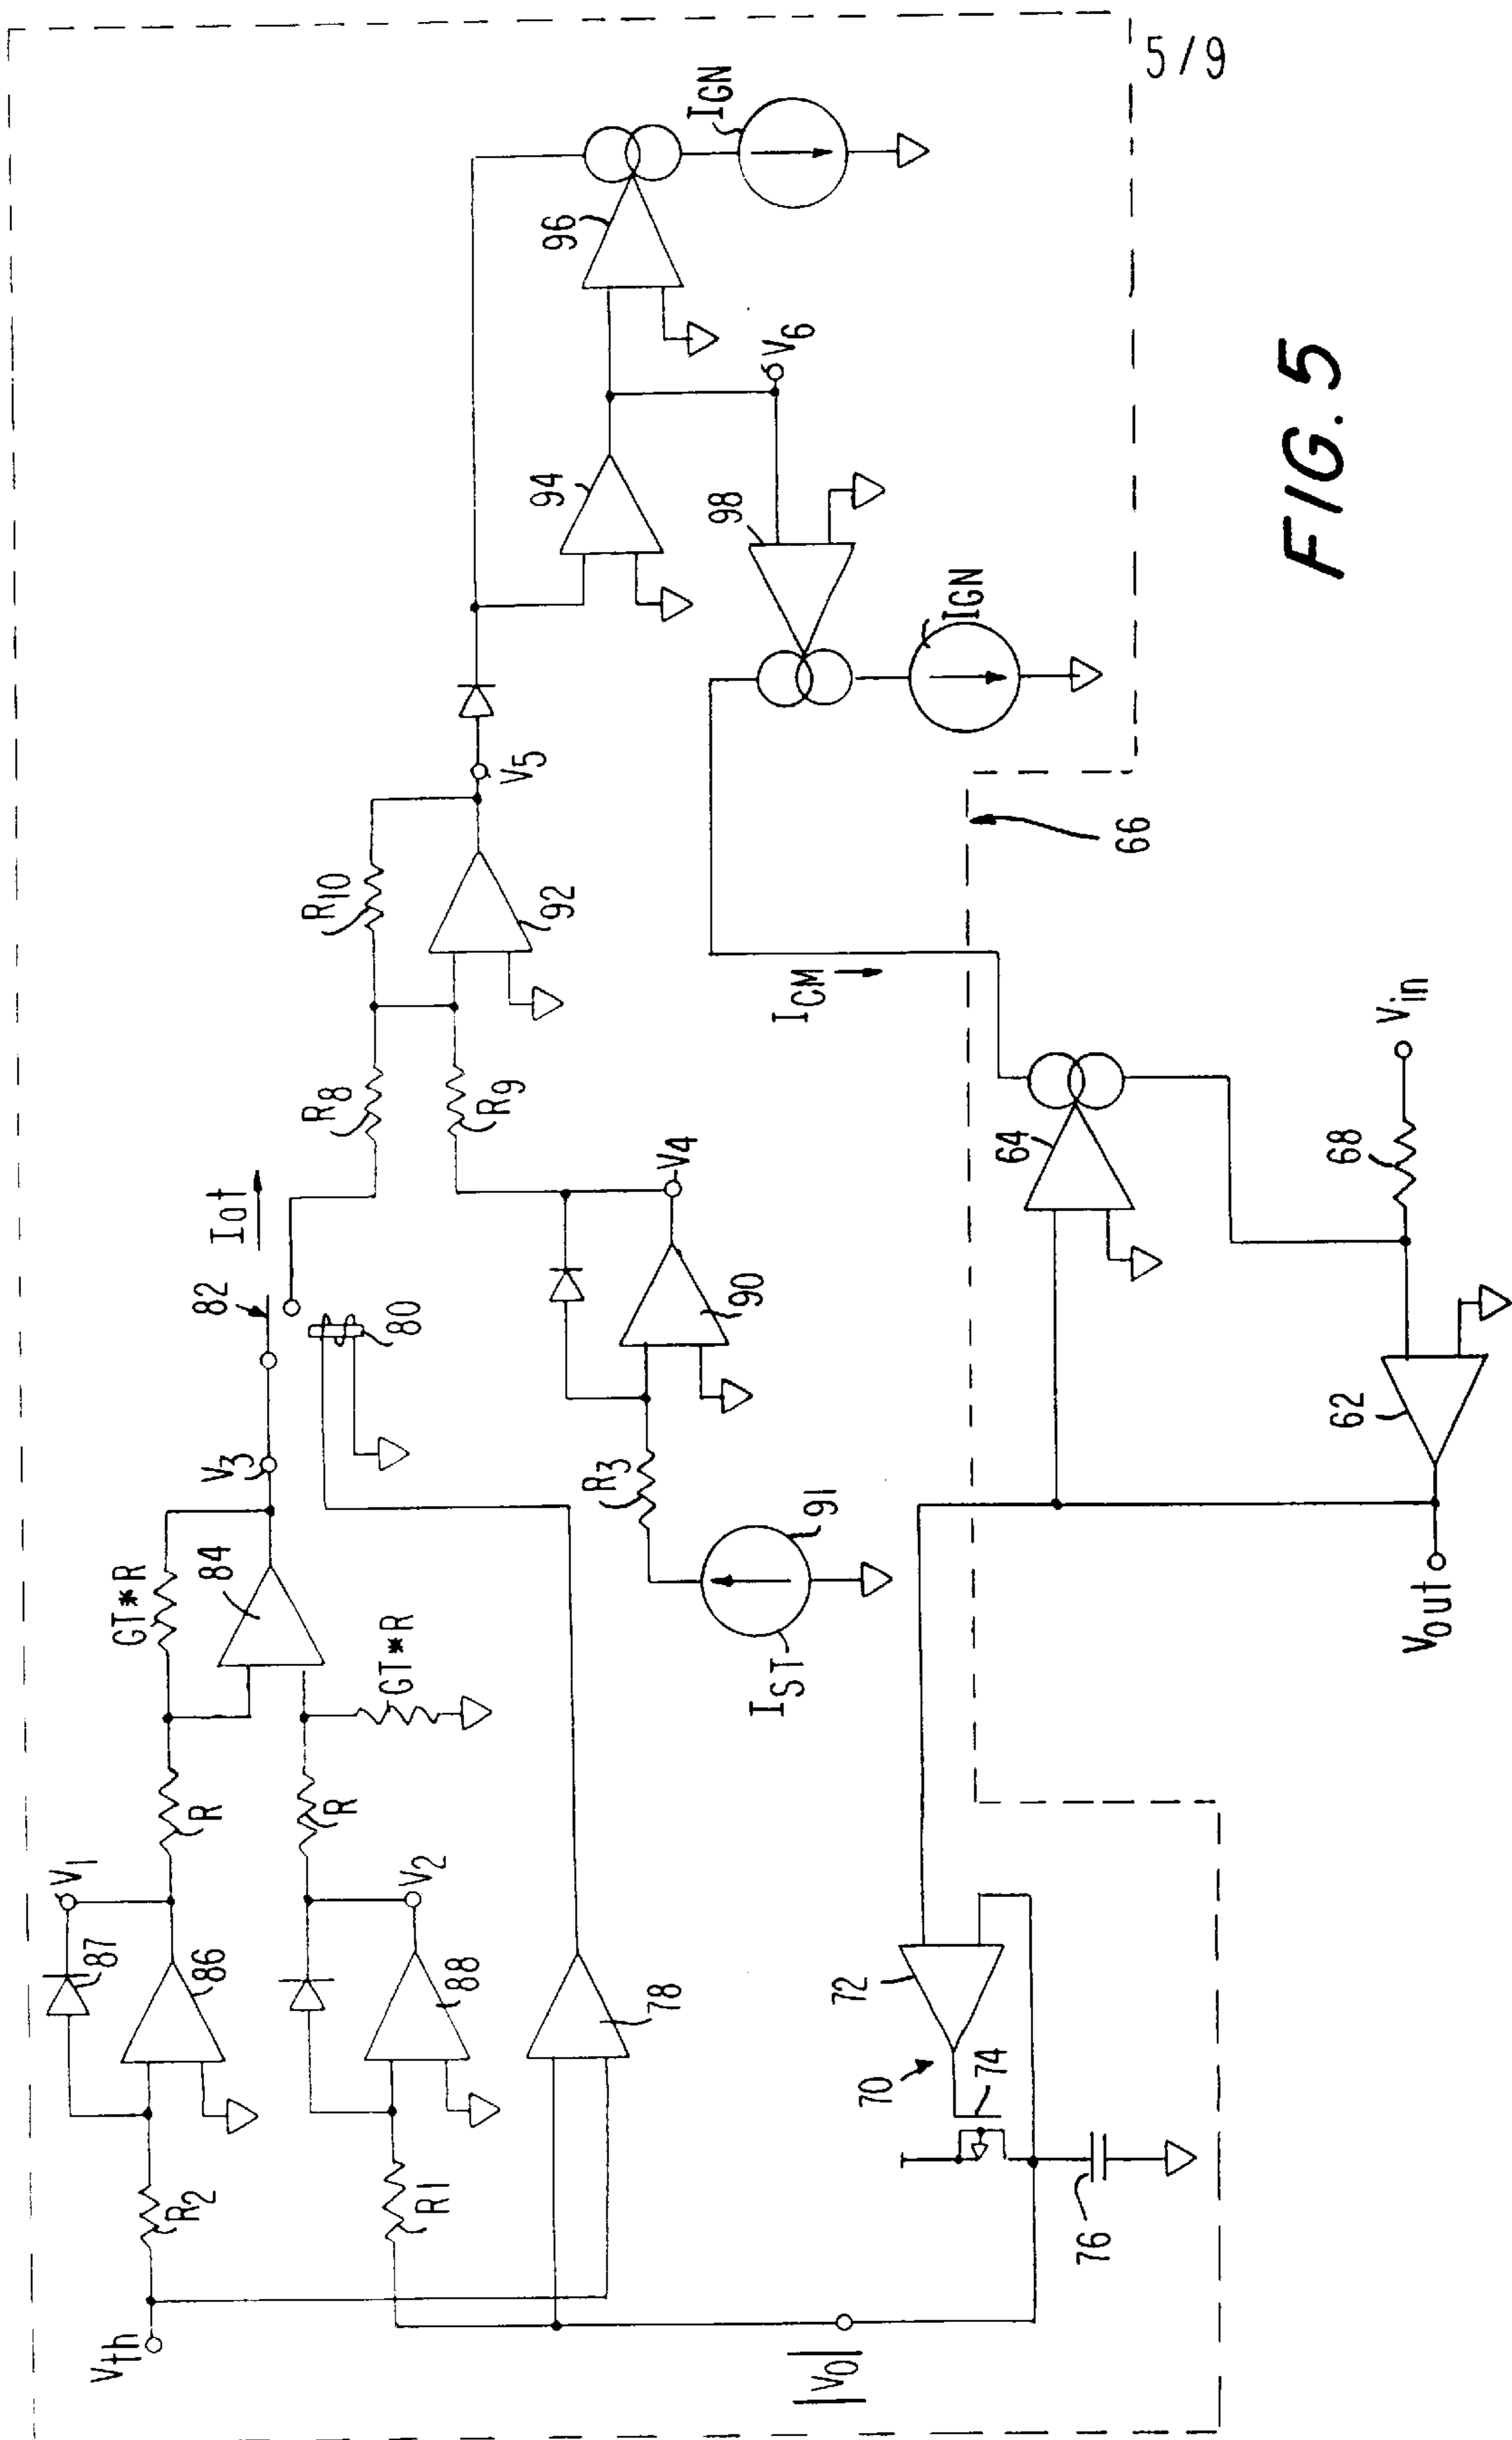 5/9
Vth
R2
V1
87
86
R
GT*R
84
V3
82
Iat
R8
R10
V5
92
R9
94
96
IGN
V6
98
IGN
R1
V2
88
R
GT*R
80
78
R3
90
V4
IST
91
|Vo|
70
72
74
76
ICM
66
64
68
Vin
62
Vout
FIG. 5